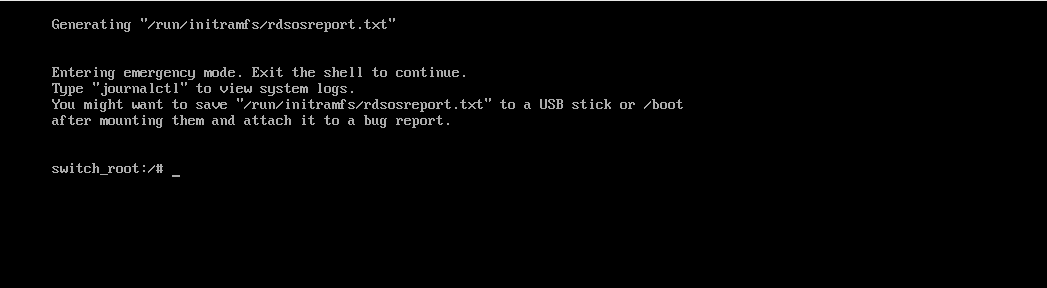 Generating "/run/initramfs/rdsosreport.txt"
Entering emergency mode. Exit the shell to continue.
Type "journalctl" to view system logs.
You might want to save "/run/initramfs/rdsosreport.txt" to a USB stick or /boot
after mounting them and attach it to a bug report.
switch_root:/# _